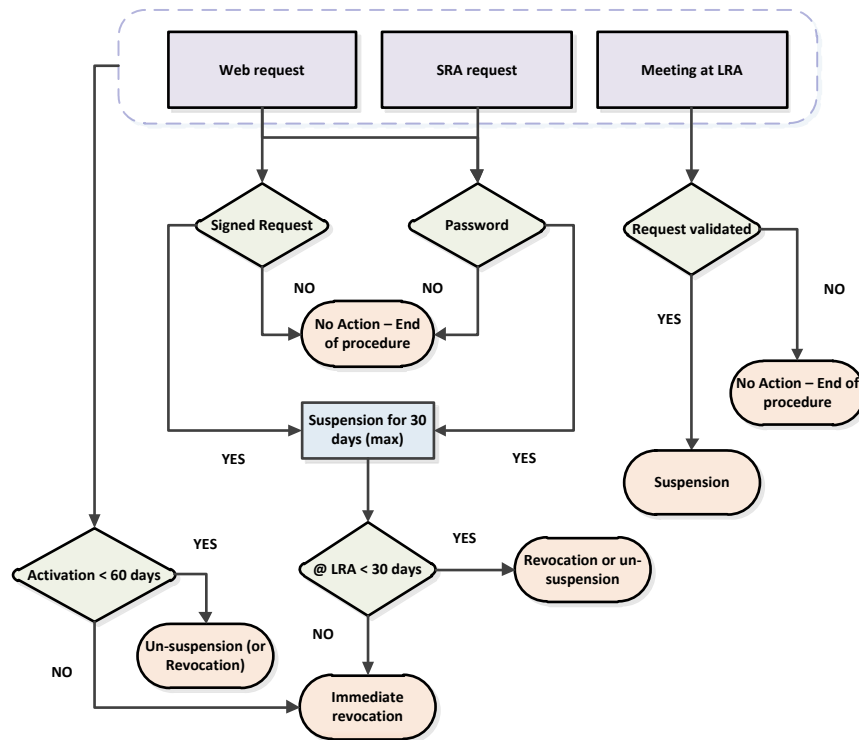 Web request
SRA request
Meeting at LRA
Signed Request
Password
Request validated
NO
NO
NO
YES
No Action – End
of procedure
No Action – End of
procedure
Suspension for 30
days (max)
YES
YES
Suspension
YES
YES
Activation < 60 days
@ LRA < 30 days
Revocation or un-
suspension
NO
Un-suspension (or
Revocation)
NO
Immediate
revocation